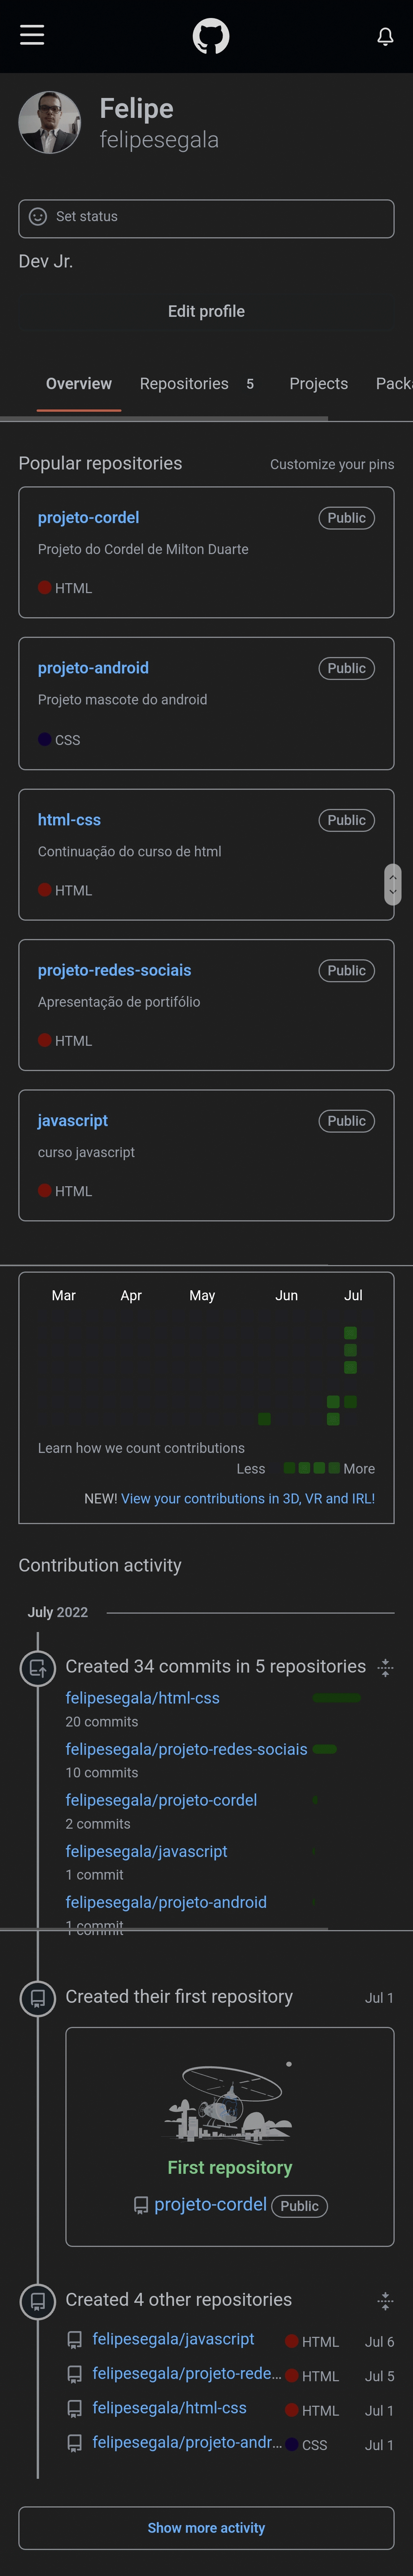 Felipe
felipesegala
Set status
Dev Jr.
Edit profile
Overview Repositories 5 Projects Packa
Popular repositories Customize your pins
projeto-cordel Public
Projeto do Cordel de Milton Duarte
HTML
projeto-android Public
Projeto mascote do android
CSS
html-css Public
Continuação do curso de html
HTML
projeto-redes-sociais Public
Apresentação de portifólio
HTML
javascript Public
curso javascript
HTML
Mar Apr May Jun Jul
Learn how we count contributions
Less More
NEW! View your contributions in 3D, VR and IRL!
Contribution activity
July 2022
Created 34 commits in 5 repositories
felipesegala/html-css
20 commits
felipesegala/projeto-redes-sociais
10 commits
felipesegala/projeto-cordel
2 commits
felipesegala/javascript
1 commit
felipesegala/projeto-android
1 commit
Created their first repository Jul 1
First repository
projeto-cordel Public
Created 4 other repositories
felipesegala/javascript HTML Jul 6
felipesegala/projeto-rede... HTML Jul 5
felipesegala/html-css HTML Jul 1
felipesegala/projeto-andr... CSS Jul 1
Show more activity